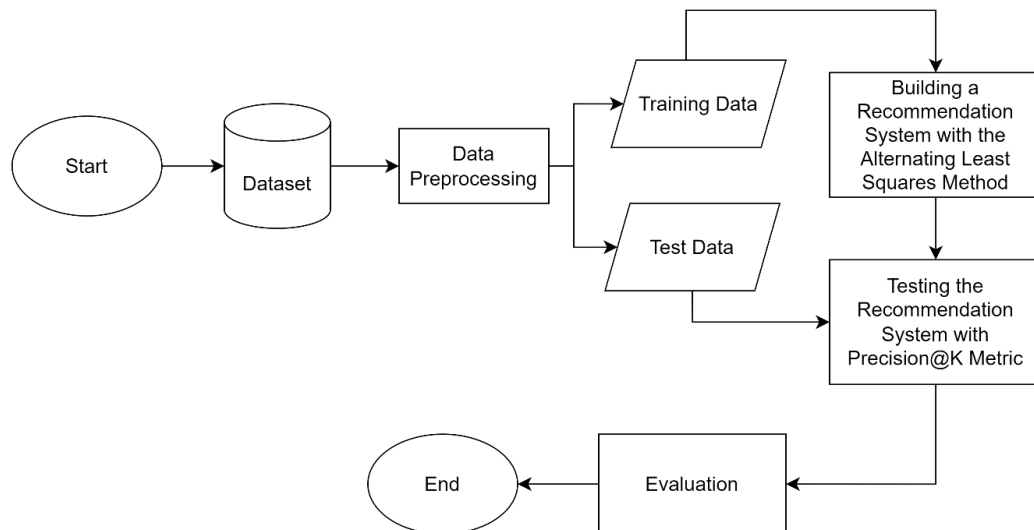 Start
Dataset
Data
Preprocessing
Training Data
Test Data
Building a
Recommendation
System with the
Alternating Least
Squares Method
Testing the
Recommendation
System with
Precision@K Metric
Evaluation
End